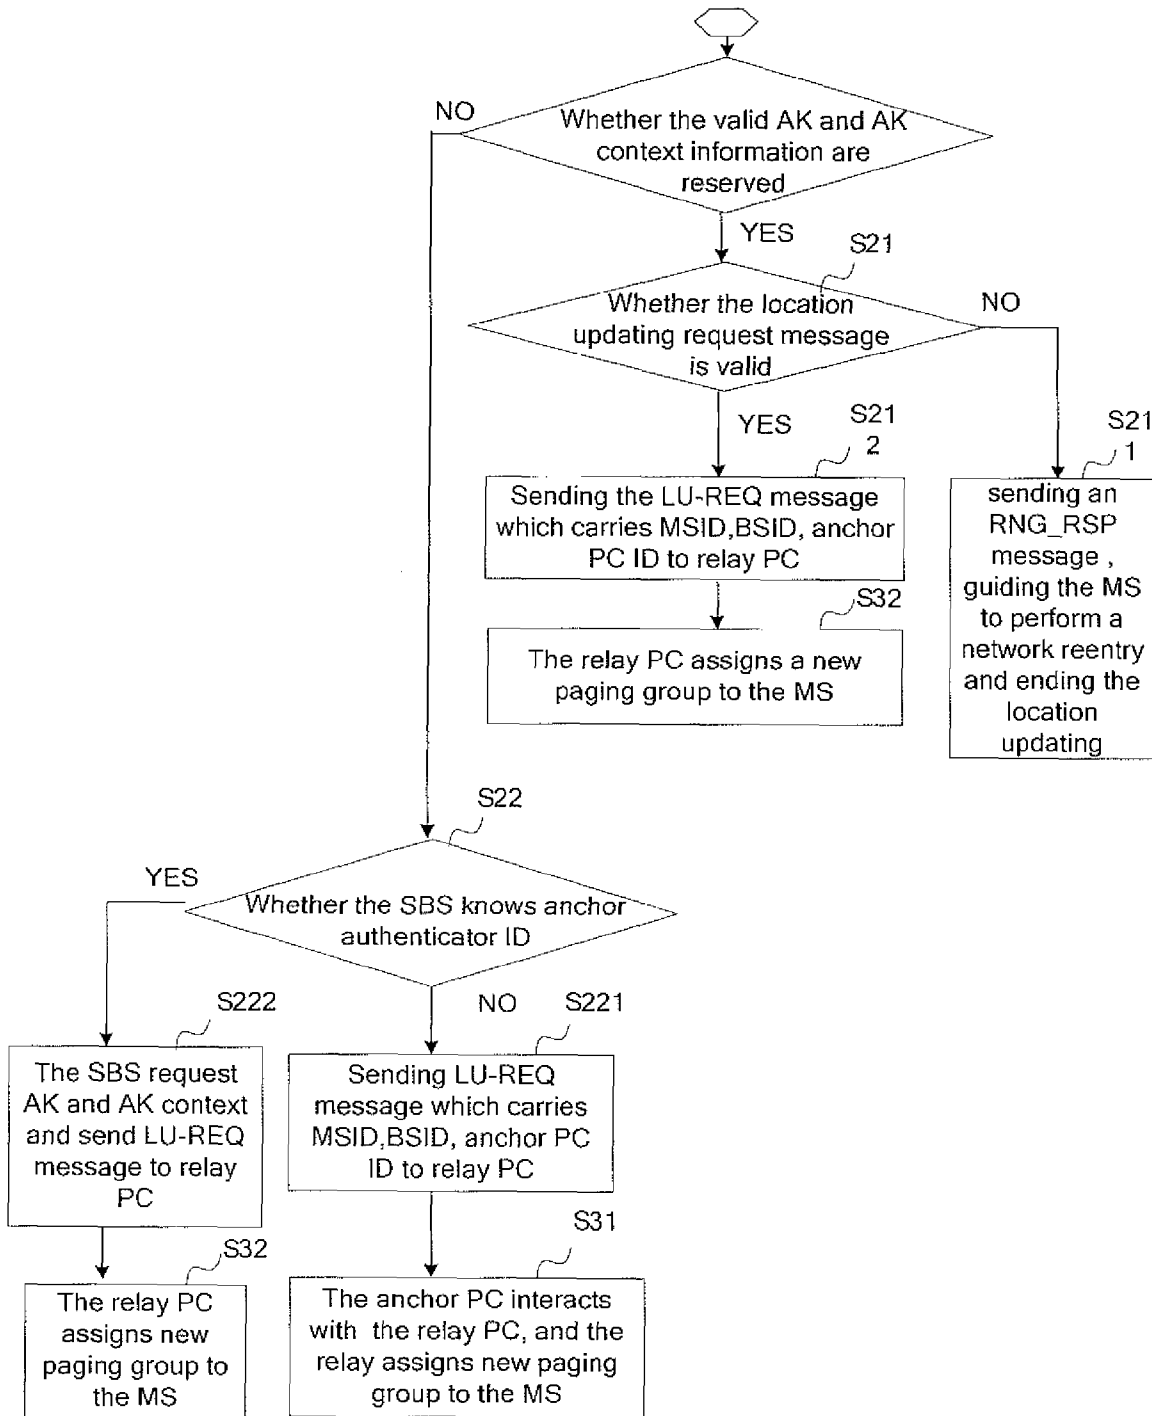 NO
Whether the valid AK and AK
context information are
reserved
YES
S21
Whether the location
updating request message
is valid
NO
YES
S21
2
S21
1
Sending the LU-REQ message
which carries MSID,BSID, anchor
PC ID to relay PC
sending an
RNG_RSP
message ,
guiding the MS
to perform a
network reentry
and ending the
location
updating
S32
The relay PC assigns a new
paging group to the MS
S22
YES
Whether the SBS knows anchor
authenticator ID
S222
NO
S221
The SBS request
AK and AK context
and send LU-REQ
message to relay
PC
Sending LU-REQ
message which carries
MSID,BSID, anchor PC
ID to relay PC
S32
S31
The relay PC
assigns new
paging group to
the MS
The anchor PC interacts
with the relay PC, and the
relay assigns new paging
group to the MS